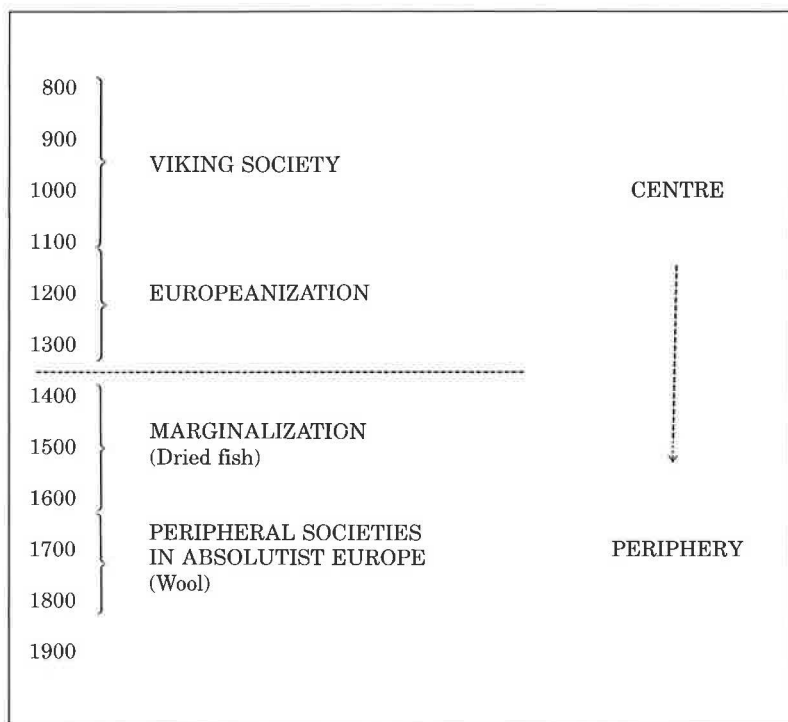 800
900
VIKING SOCIETY
1000
CENTRE
1100
1200
EUROPEANIZATION
1300
1400
MARGINALIZATION
1500
(Dried fish)
1600
PERIPHERAL SOCIETIES
1700
IN ABSOLUTIST EUROPE
PERIPHERY
(Wool)
1800
1900